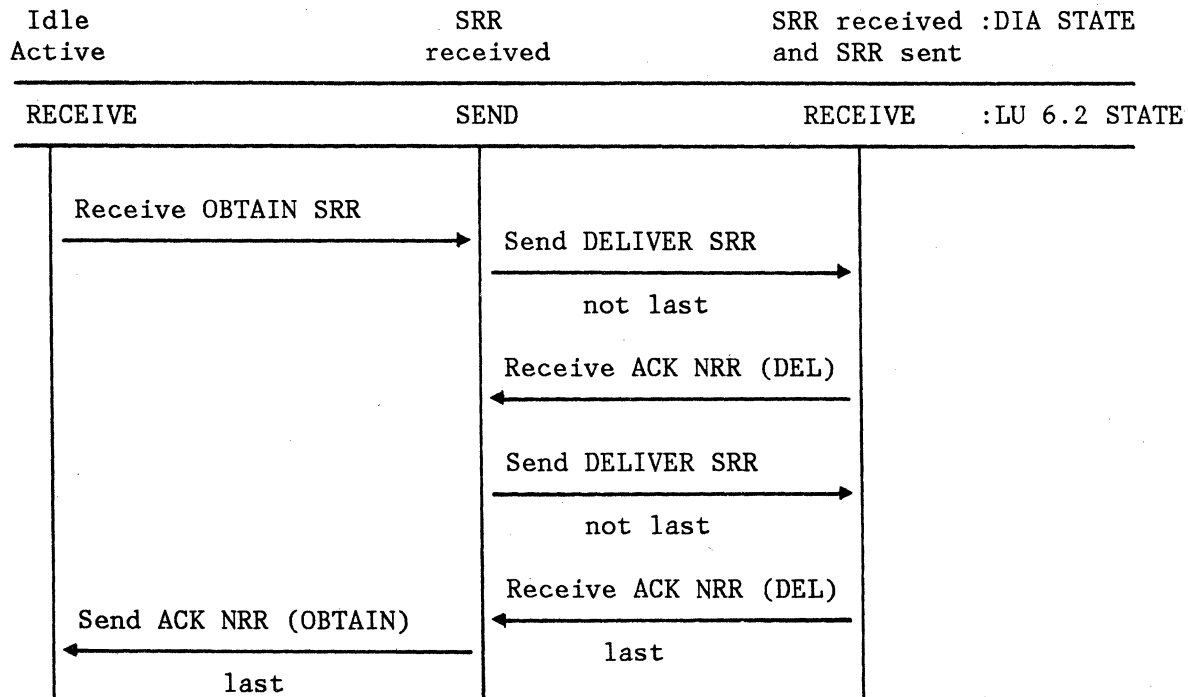 Idle SRR SRR received :DIA STATE
Active received and SRR sent
RECEIVE SEND RECEIVE :LU 6.2 STATE
Receive OBTAIN SRR
Send DELIVER SRR
not last
Receive ACK NRR (DEL)
Send DELIVER SRR
not last
Receive ACK NRR (DEL)
Send ACK NRR (OBTAIN)
last
last